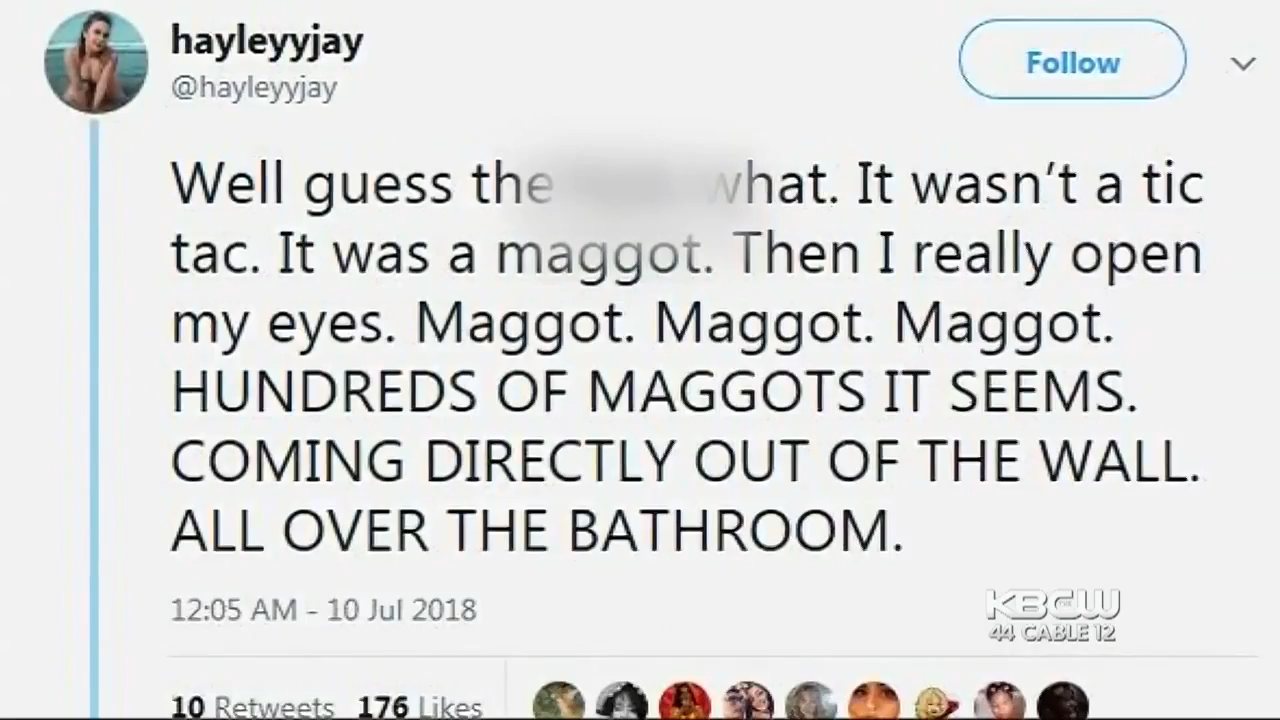 hayleyyjay
@hayleyyjay
Follow
Well guess the what. It wasn't a tic
tac. It was a maggot. Then I really open
my eyes. Maggot. Maggot. Maggot.
HUNDREDS OF MAGGOTS IT SEEMS.
COMING DIRECTLY OUT OF THE WALL.
ALL OVER THE BATHROOM.
12:05 AM - 10 Jul 2018
KBCW
44 CABLE 12
10 Retweets 176 Likes